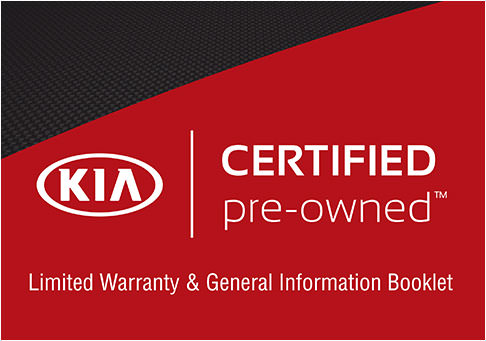 KIA
CERTIFIED
pre-owned™
Limited Warranty & General Information Booklet